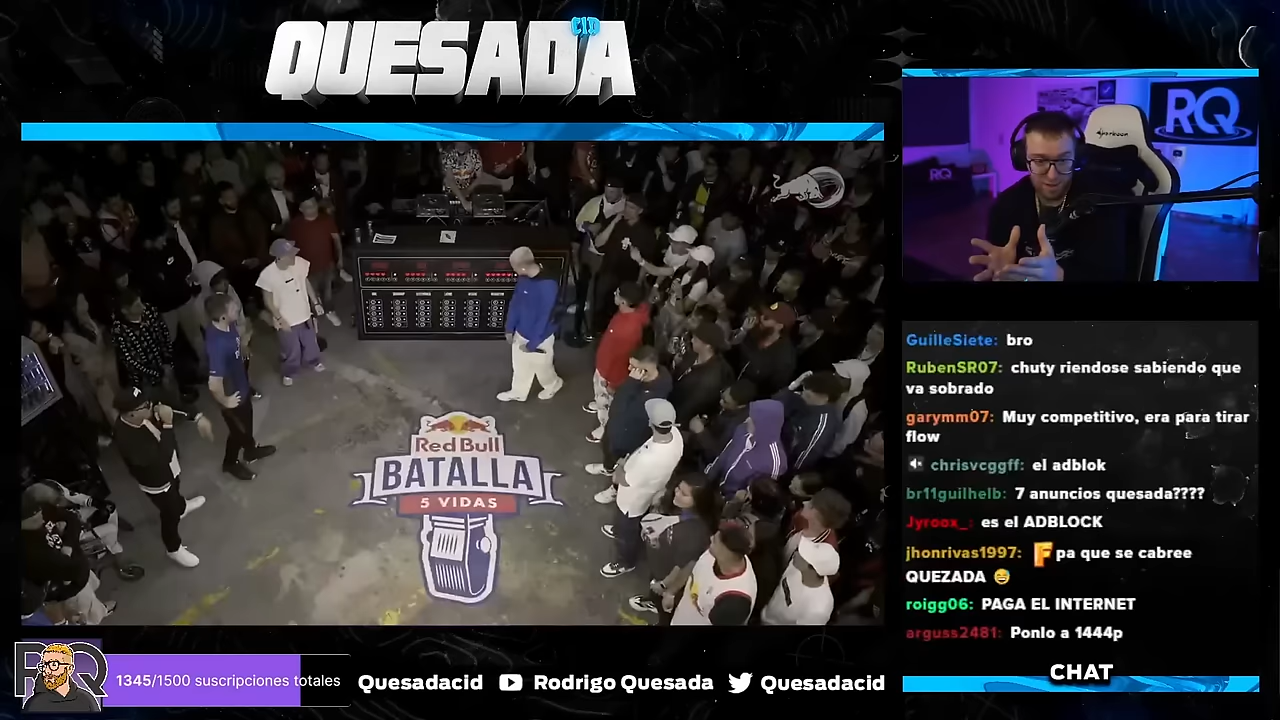 QUESADA
CID
RQ
RQ
GuilleSiete: bro
RubenSR07: chuty riendose sabiendo que
va sobrado
garymm07: Muy competitivo, era para tirar
flow
chrisvcggff: el adblok
br11guilhelb: 7 anuncios quesada????
Jyroox_: es el ADBLOCK
jhonrivas1997: F pa que se cabree
QUEZADA 😄
roigg06: PAGA EL INTERNET
arguss2481: Ponlo a 1444p
CHAT
Red Bull
BATALLA
5 VIDAS
RQ
1345/1500 suscripciones totales
Quesadacid
Rodrigo Quesada
Quesadacid